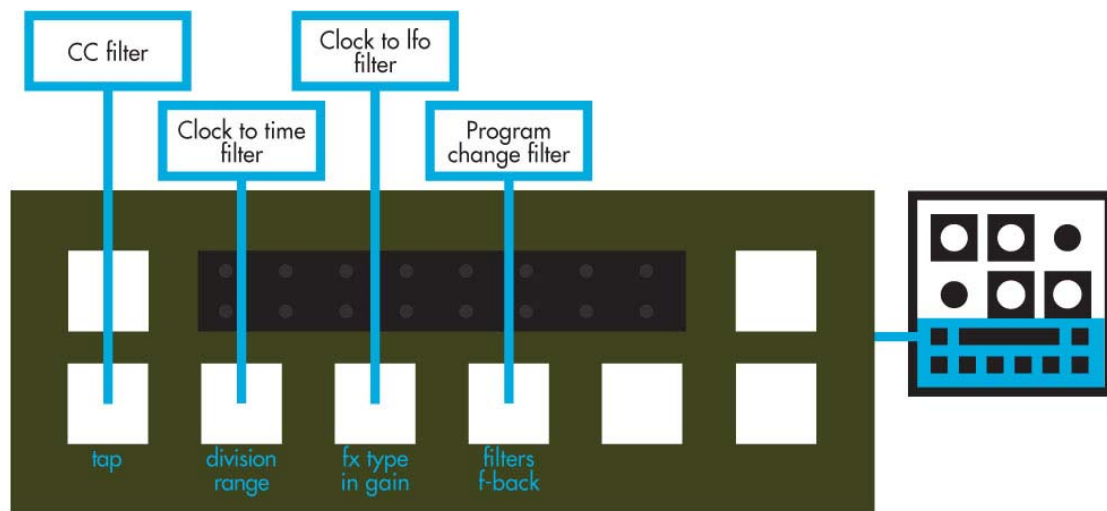 CC filter
Clock to lfo
filter
Clock to time
filter
Program
change filter
tap
division
range
fx type
in gain
filters
f-back